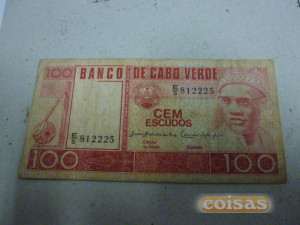 100 BANCO DE CABO VERDE
812225
CEM
ESCUDOS
812225
100
100
coisas